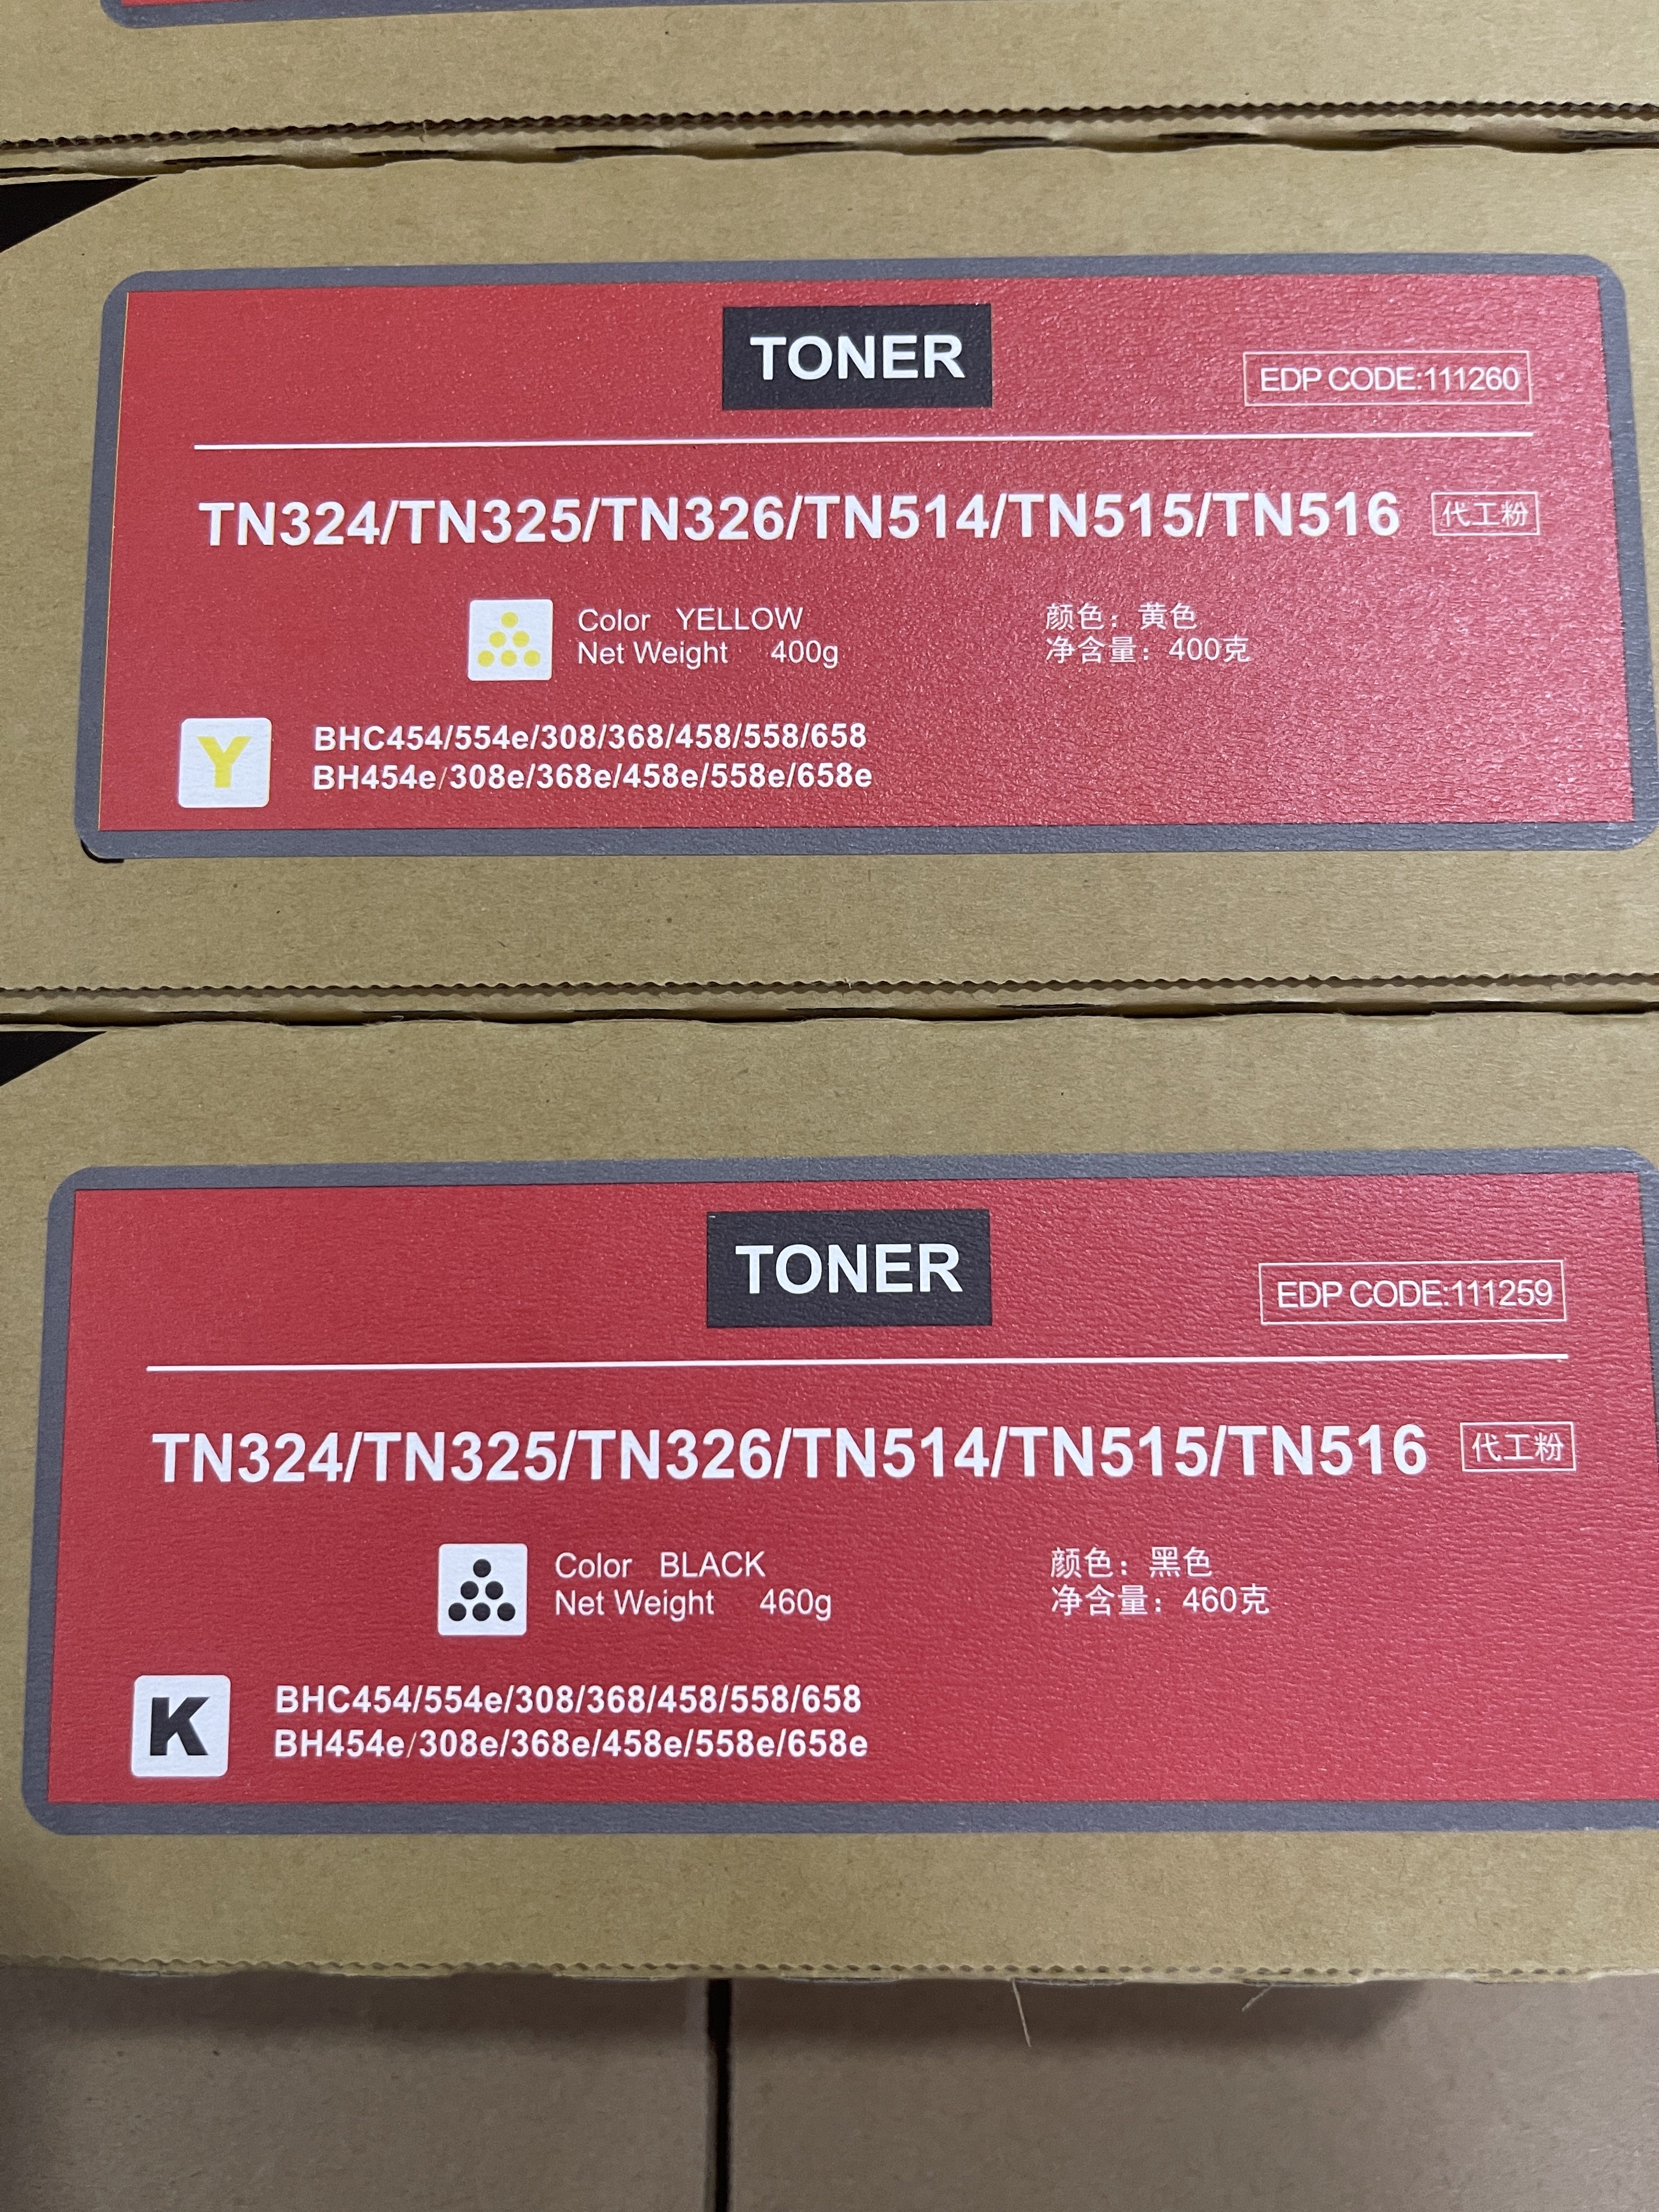 TONER
EDP CODE:111260
TN324/TN325/TN326/TN514/TN515/TN516 代工粉
Color YELLOW 颜色：黄色
Net Weight 400g 净含量：400克
Y
BHC454/554e/308/368/458/558/658
BH454e/308e/368e/458e/558e/658e
TONER
EDP CODE:111259
TN324/TN325/TN326/TN514/TN515/TN516 代工粉
Color BLACK 颜色：黑色
Net Weight 460g 净含量：460克
K
BHC454/554e/308/368/458/558/658
BH454e/308e/368e/458e/558e/658e